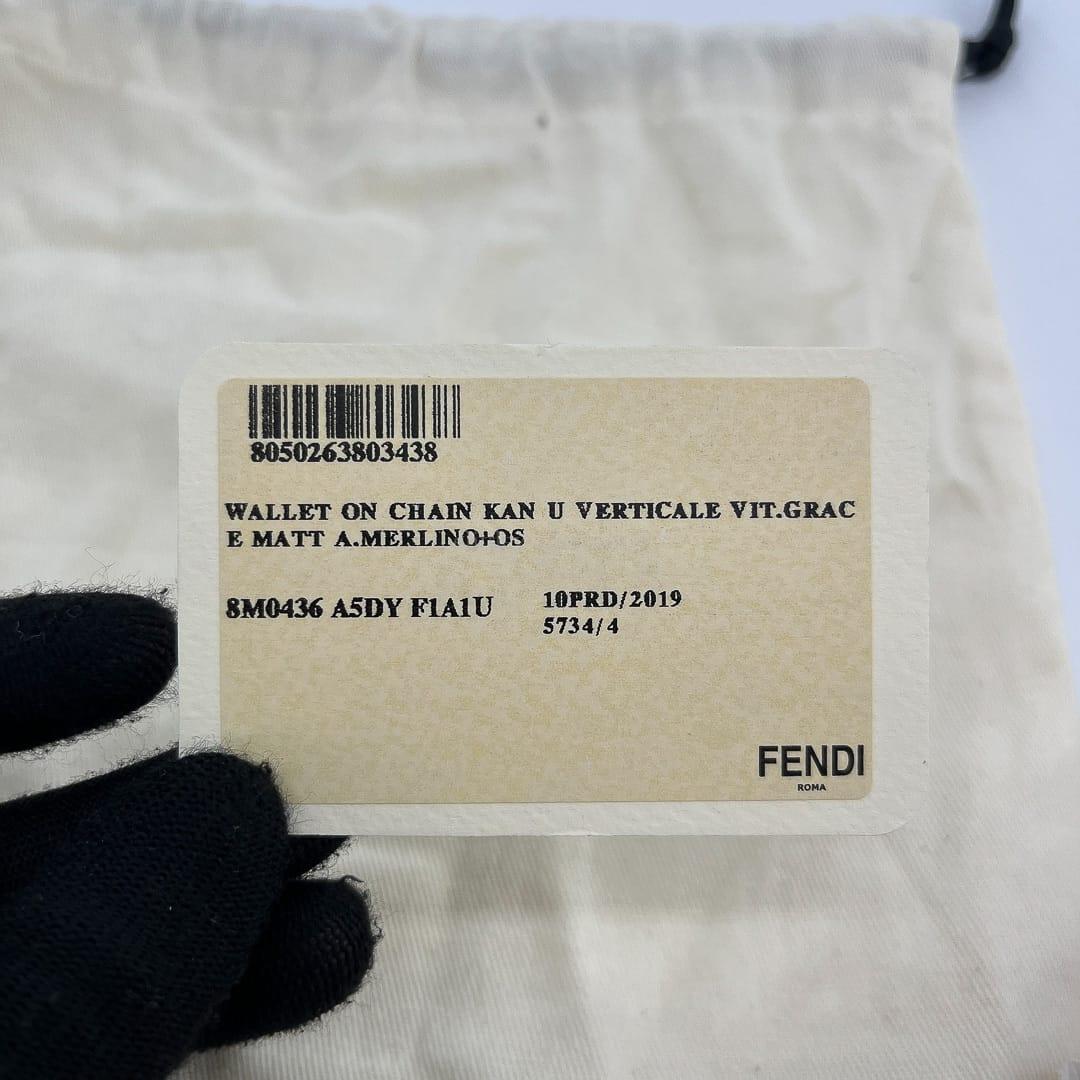 8050263803438
WALLET ON CHAIN KAN U VERTICALE VIT.GRAC
E MATT A.MERLINO+OS
8M0436 A5DY F1A1U
10PRD/2019
5734/4
FENDI
ROMA